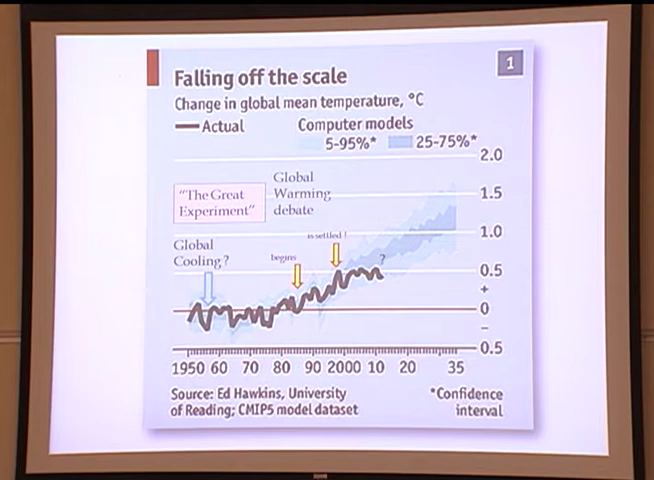 1
Falling off the scale
Change in global mean temperature, °C
Actual
Computer models
5-95%*
25-75%*
2.0
Global
Warming
debate
"The Great
Experiment"
1.5
is settled !
1.0
Global
Cooling ?
begins
?
0.5
+
0
–
0.5
1950 60 70 80 90 2000 10 20 35
Source: Ed Hawkins, University
of Reading; CMIP5 model dataset
*Confidence
interval